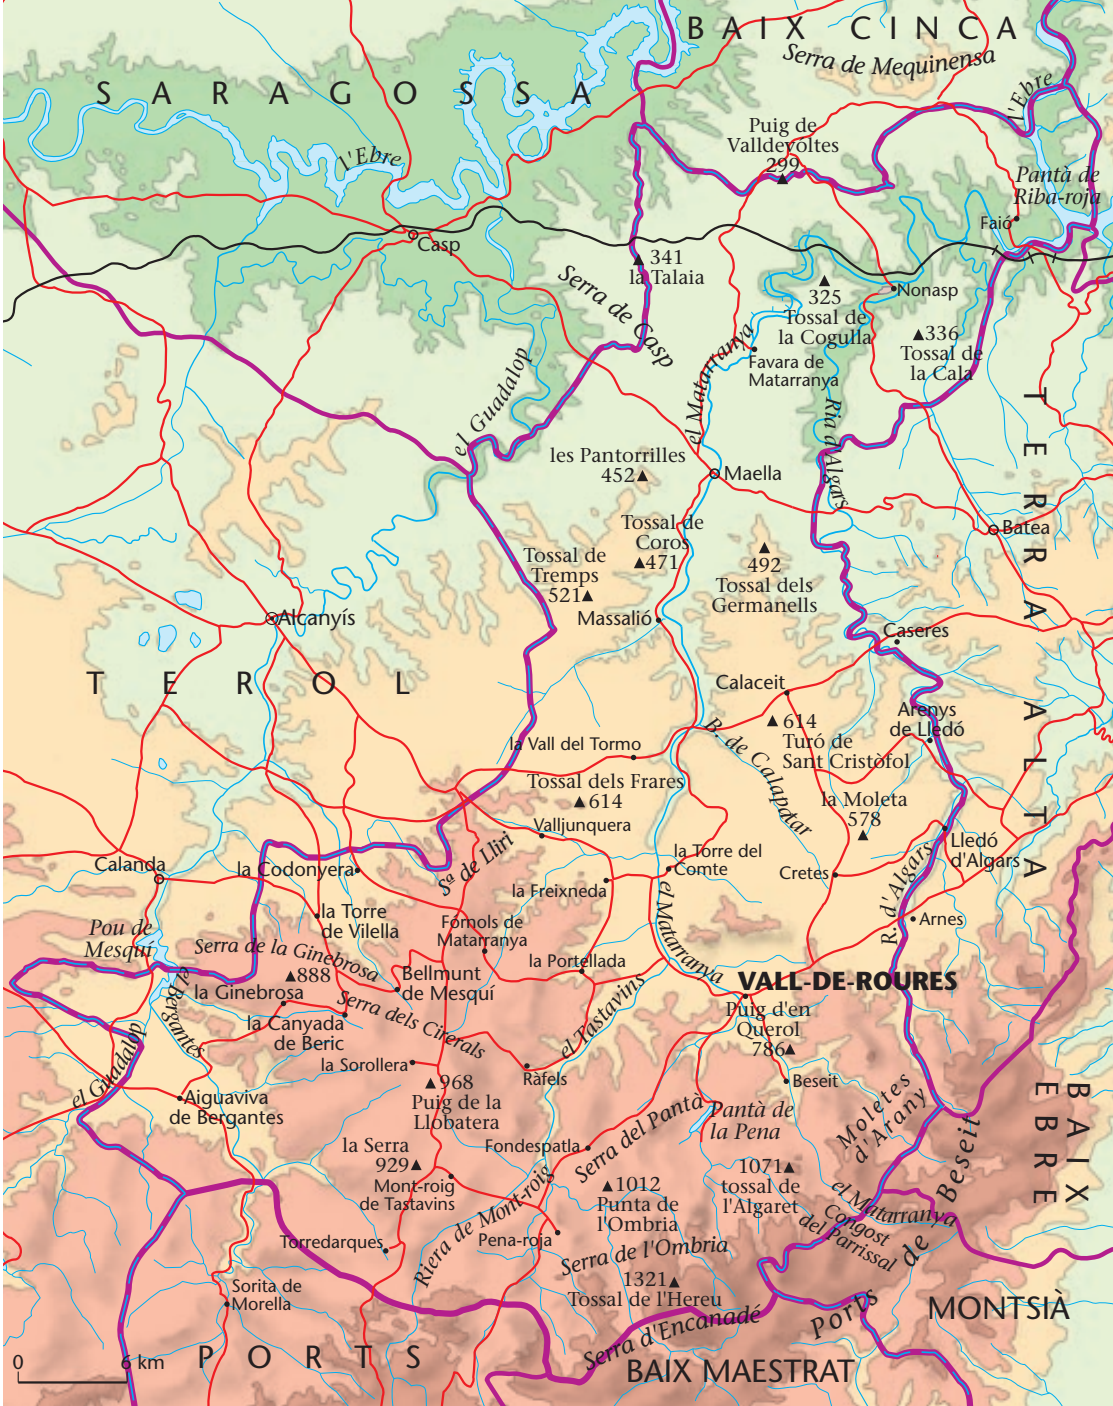 BAIX CINCA
Serra de Mequinensa
SARAGOSSA
l'Ebre
l'Ebre
Puig de
Valldevoltes
299
Pantà de
Riba-roja
Faió
Casp
341
la Talaia
Serra de Casp
325
Tossal de
la Cogulla
Nonasp
336
Tossal de
la Cala
el Matarranya
Favara de
Matarranya
el Guadalop
Ria d'Algars
TERRA ALTA
les Pantorrilles
452
Maella
Tossal de
Coros
471
Batea
Tossal de
Tremps
521
492
Tossal dels
Germanells
Massalió
Alcanyís
Caseres
TEROL
Calaceit
614
Turó de
Sant Cristòfol
Arenys
de Lledó
B. de Calapatar
la Vall del Tormo
Tossal dels Frares
614
la Moleta
578
Valljunquera
Sª de Llri
Lledó
d'Algars
Calanda
la Codonyera
la Torre del
Comte
Cretes
la Freixneda
R. d'Algars
la Torre
de Vilella
Arnes
Fórnols de
Matarranya
el Matarranya
Pou de
Mesquí
Serra de la Ginebrosa
888
la Portellada
Bellmunt
de Mesquí
VALL-DE-ROURES
el Bergantes
la Ginebrosa
la Canyada
de Beric
Serra dels Cirerals
el Tastavins
Puig d'en
Querol
786
el Guadalop
la Sorollera
Ràfels
Beseit
968
Puig de la
Llobatera
Aiguaviva
de Bergantes
Serra del Pantà
Pantà de
la Pena
Moletes
d'Arany
BAIX
EBRE
la Serra
929
Fondespatla
Mont-roig
de Tastavins
1012
Punta de
l'Ombria
1071
tossal de
l'Algaret
el Matarranya
Congost
del Parrissal
Ports de Beseit
Riera de Mont-roig
Torredarques
Pena-roja
Serra de l'Ombria
1321
Tossal de l'Hereu
Sorita de
Morella
Serra d'Encanadé
MONTSIÀ
PORTS
BAIX MAESTRAT
0 6 km